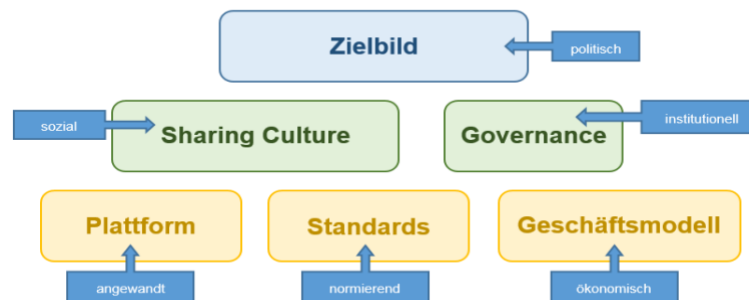 Zielbild
politisch
sozial
Sharing Culture
Governance
institutionell
Plattform
Standards
Geschäftsmodell
angewandt
normierend
ökonomisch